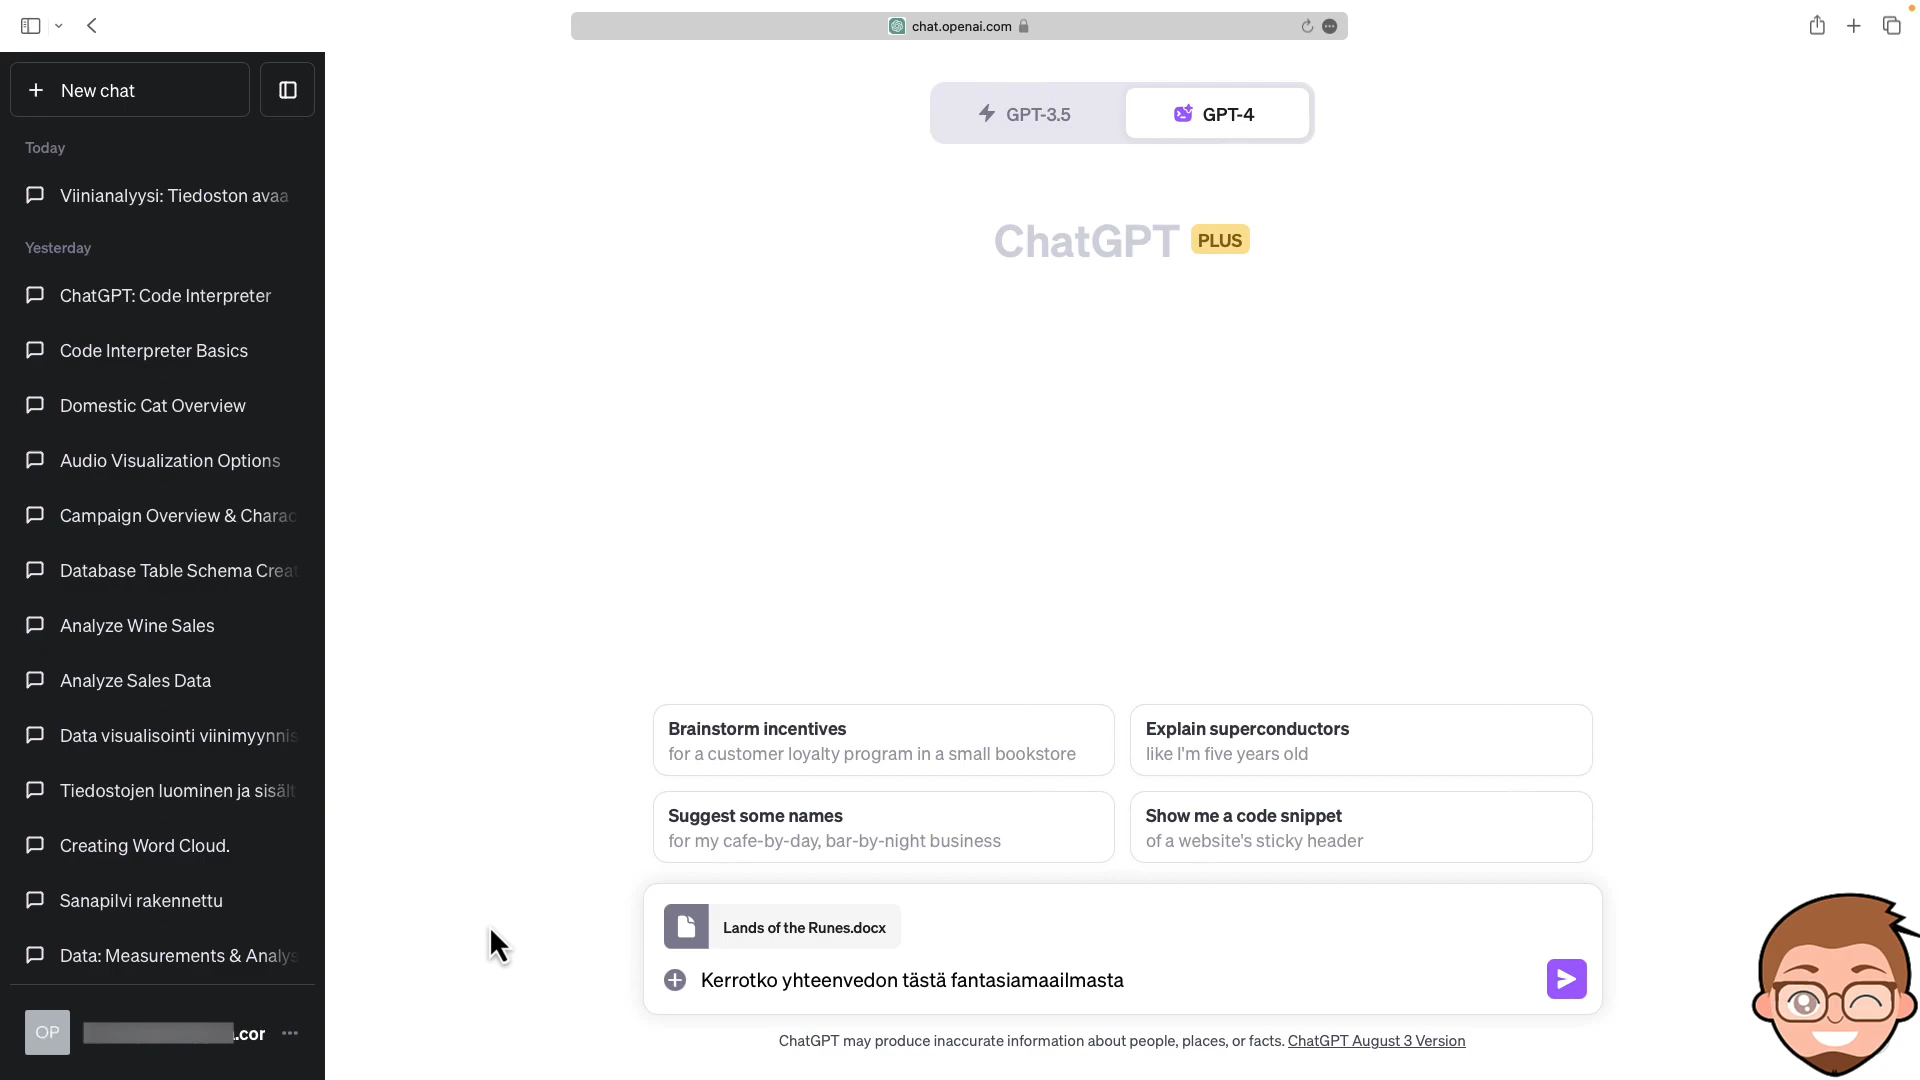 chat.openai.com
New chat
GPT-3.5
GPT-4
Today
Viinianalyysi: Tiedoston avaa
Yesterday
ChatGPT PLUS
ChatGPT: Code Interpreter
Code Interpreter Basics
Domestic Cat Overview
Audio Visualization Options
Campaign Overview & Charac
Database Table Schema Creat
Analyze Wine Sales
Analyze Sales Data
Data visualisointi viinimyynnis
Tiedostojen luominen ja sisält
Creating Word Cloud.
Sanapilvi rakennettu
Data: Measurements & Analys
OP
.cor
Brainstorm incentives
for a customer loyalty program in a small bookstore
Explain superconductors
like I'm five years old
Suggest some names
for my cafe-by-day, bar-by-night business
Show me a code snippet
of a website's sticky header
Lands of the Runes.docx
Kerrotko yhteenvedon tästä fantasiamaailmasta
ChatGPT may produce inaccurate information about people, places, or facts. ChatGPT August 3 Version